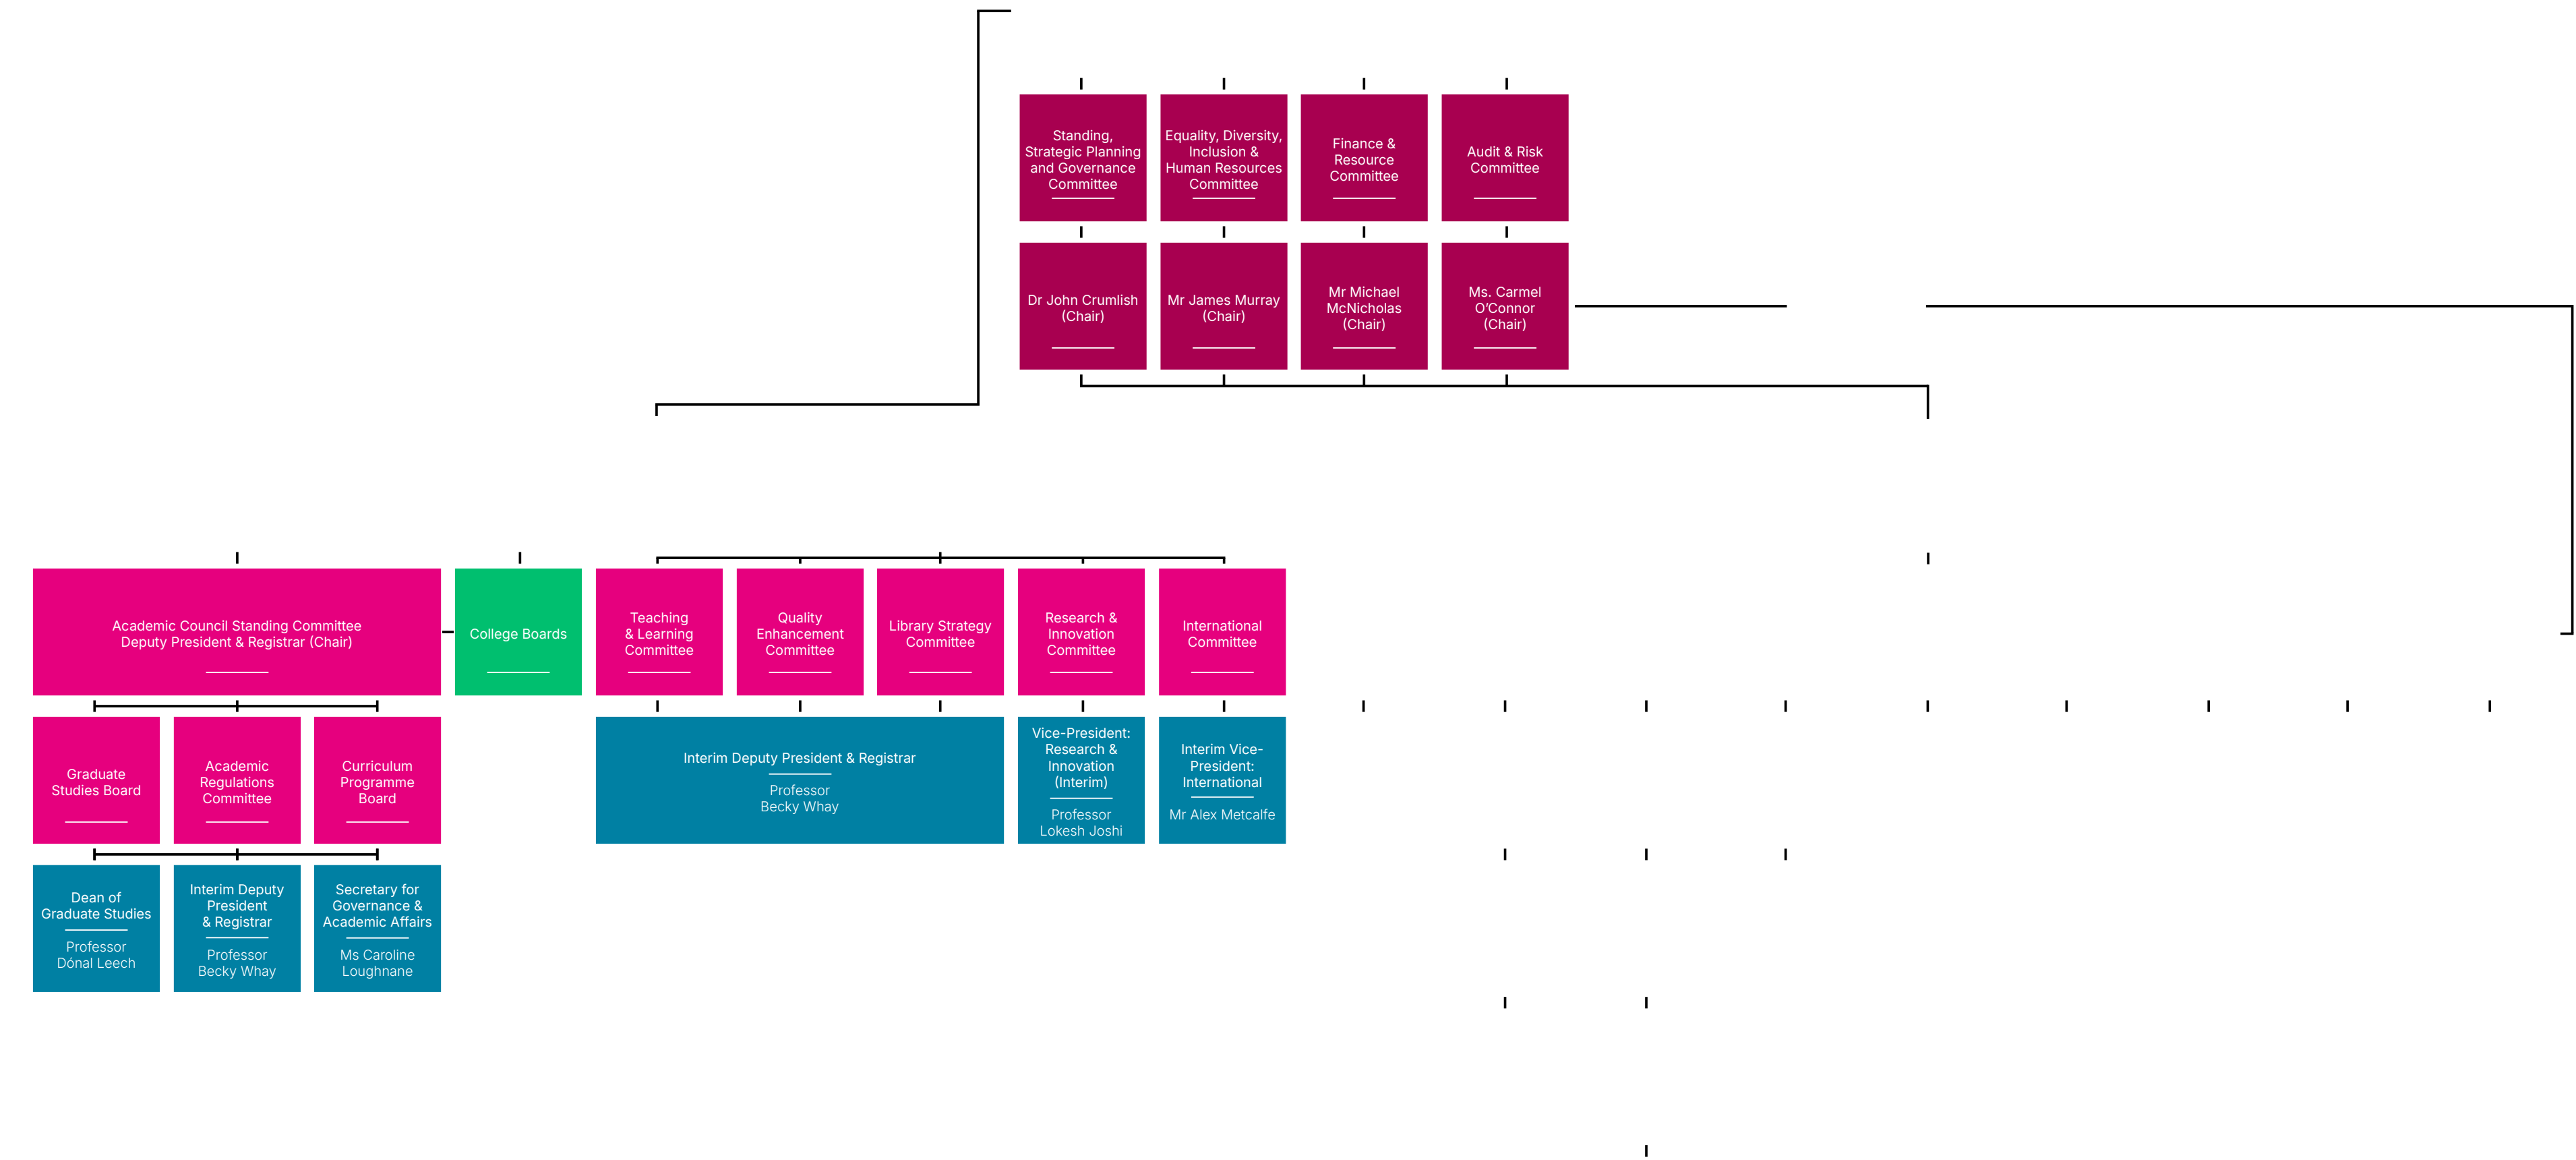 Standing,
Strategic Planning
and Governance
Committee
Equality, Diversity,
Inclusion &
Human Resources
Committee
Finance &
Resource
Committee
Audit & Risk
Committee
Dr John Crumlish
(Chair)
Mr James Murray
(Chair)
Mr Michael
McNicholas
(Chair)
Ms. Carmel
O’Connor
(Chair)
Academic Council Standing Committee
Deputy President & Registrar (Chair)
College Boards
Teaching
& Learning
Committee
Quality
Enhancement
Committee
Library Strategy
Committee
Research &
Innovation
Committee
International
Committee
Graduate
Studies Board
Academic
Regulations
Committee
Curriculum
Programme
Board
Interim Deputy President & Registrar
Professor
Becky Whay
Vice-President:
Research &
Innovation
(Interim)
Professor
Lokesh Joshi
Interim Vice-
President:
International
Mr Alex Metcalfe
Dean of
Graduate Studies
Professor
Dónal Leech
Interim Deputy
President
& Registrar
Professor
Becky Whay
Secretary for
Governance &
Academic Affairs
Ms Caroline
Loughnane